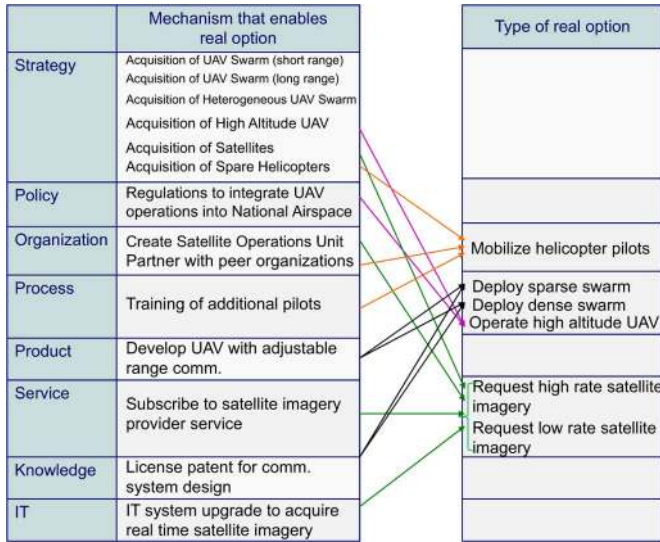 Mechanism that enables
real option
Type of real option
Strategy
Acquisition of UAV Swarm (short range)
Acquisition of UAV Swarm (long range)
Acquisition of Heterogeneous UAV Swarm
Acquisition of High Altitude UAV
Acquisition of Satellites
Acquisition of Spare Helicopters
Policy
Regulations to integrate UAV
operations into National Airspace
Organization
Create Satellite Operations Unit
Partner with peer organizations
Mobilize helicopter pilots
Process
Training of additional pilots
Deploy sparse swarm
Deploy dense swarm
Operate high altitude UAV
Product
Develop UAV with adjustable
range comm.
Service
Subscribe to satellite imagery
provider service
Request high rate satellite
imagery
Request low rate satellite
imagery
Knowledge
License patent for comm.
system design
IT
IT system upgrade to acquire
real time satellite imagery